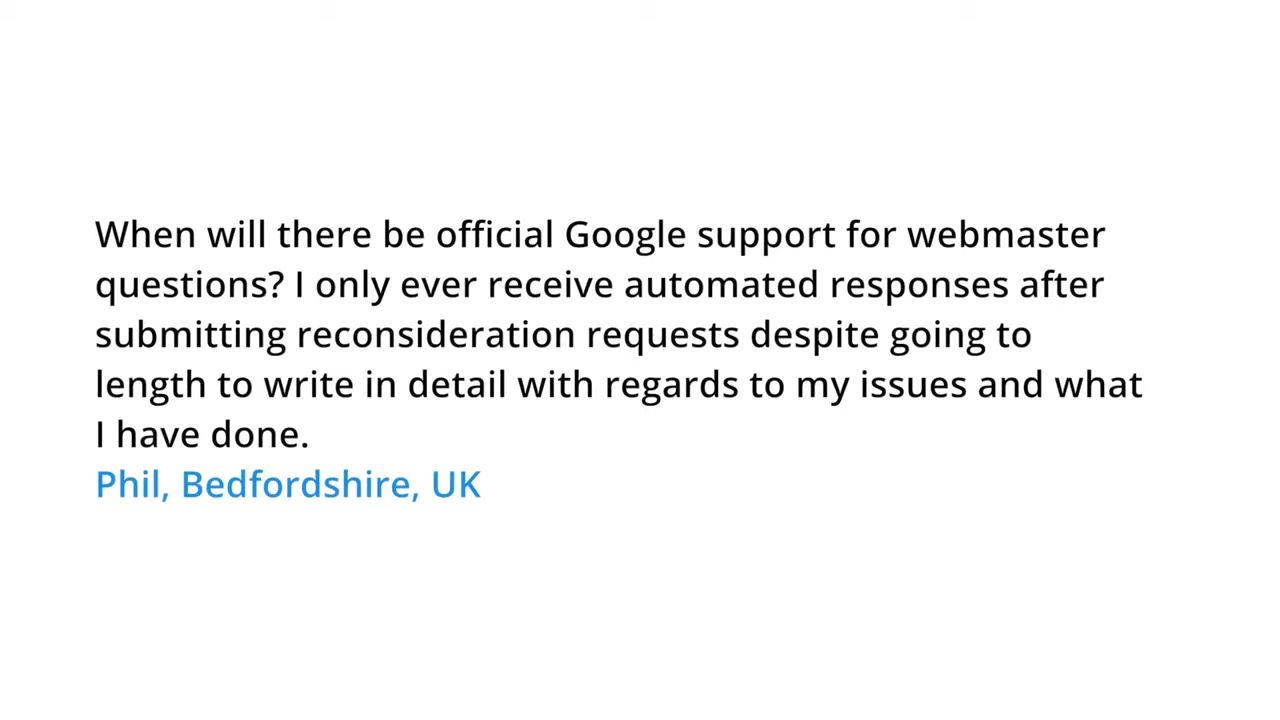 When will there be official Google support for webmaster
questions? I only ever receive automated responses after
submitting reconsideration requests despite going to
length to write in detail with regards to my issues and what
I have done.
Phil, Bedfordshire, UK